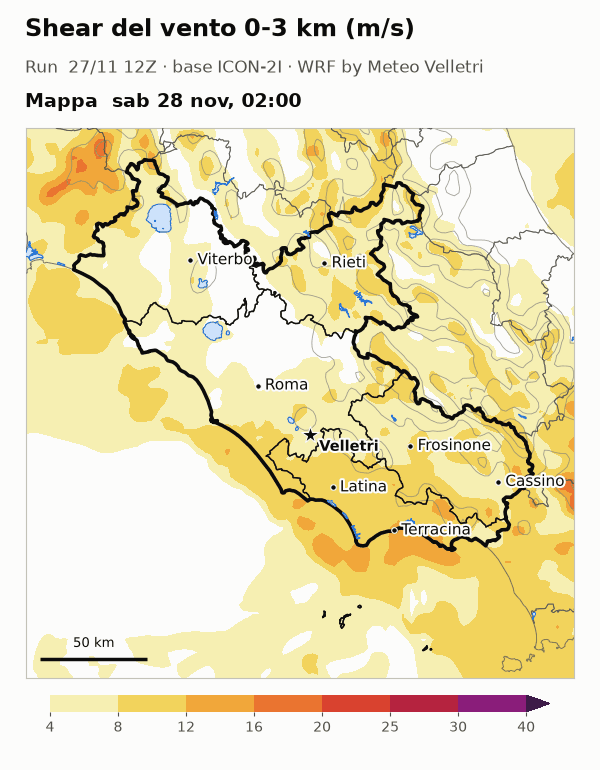 Shear del vento 0-3 km (m/s)
Run  27/11 12Z · base ICON-2I · WRF by Meteo Velletri
Mappa  sab 28 nov, 02:00
Viterbo
Rieti
Roma
Velletri
Frosinone
Latina
Cassino
Terracina
50 km
4 8 12 16 20 25 30 40